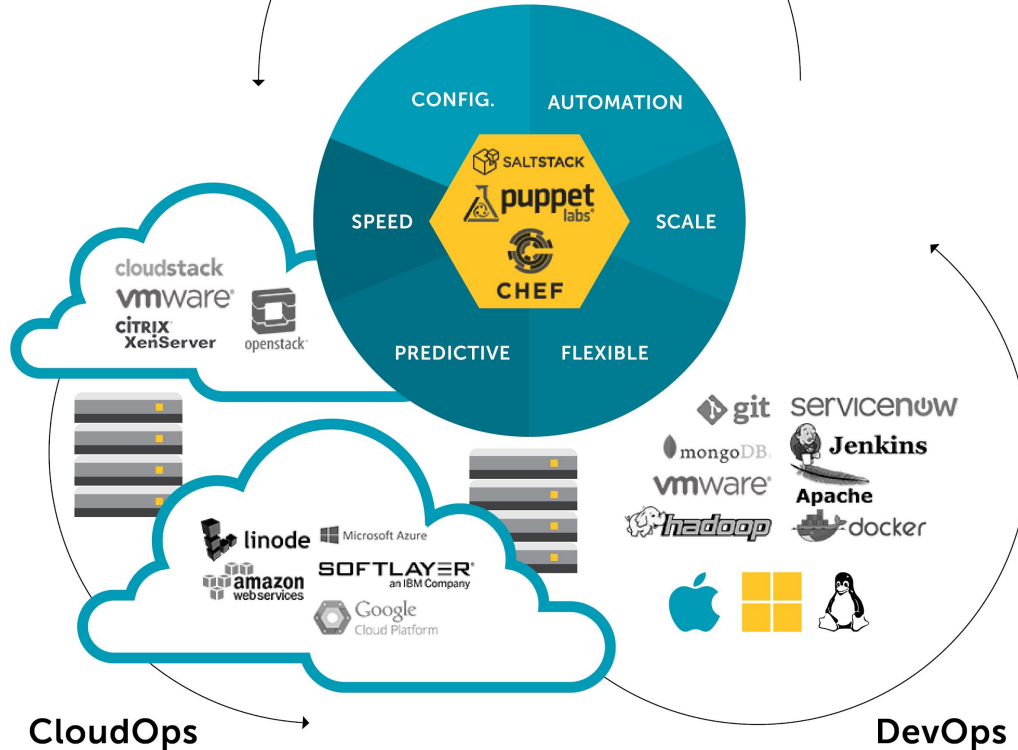 CONFIG.
AUTOMATION
SPEED
SCALE
PREDICTIVE
FLEXIBLE
SALTSTACK
puppet
labs®
CHEF
cloudstack
vmware®
CiTRIX®
XenServer
openstack™
linode
Microsoft Azure
amazon
webservices
SOFTLAYER®
an IBM Company
Google
Cloud Platform
git
servicenow
mongoDB®
Jenkins
vmware®
Apache
hadoop
docker
CloudOps
DevOps